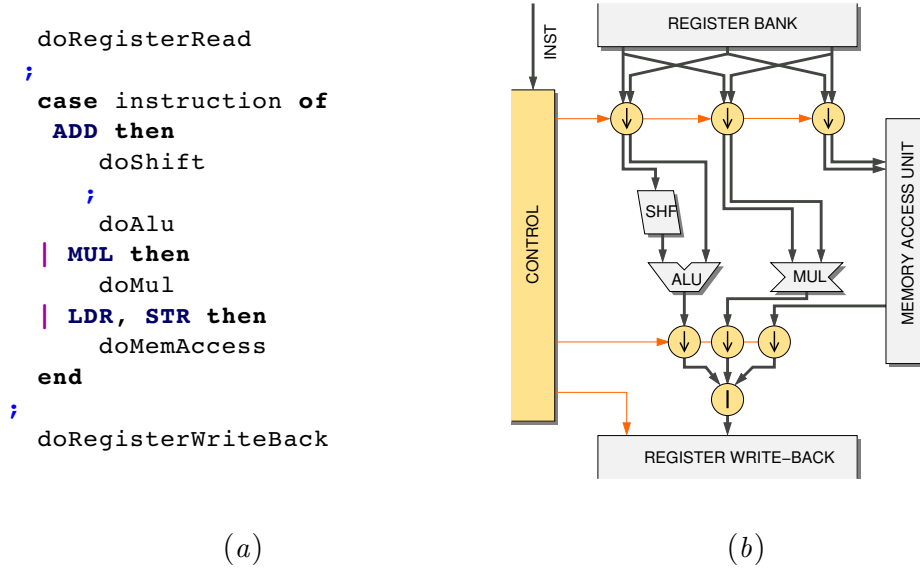 doRegisterRead
;
case instruction of
ADD then
doShift
;
doAlu
| MUL then
doMul
| LDR, STR then
doMemAccess
end
;
doRegisterWriteBack
(a)
INST
REGISTER BANK
CONTROL
SHF
ALU
MUL
MEMORY ACCESS UNIT
|
REGISTER WRITE–BACK
(b)